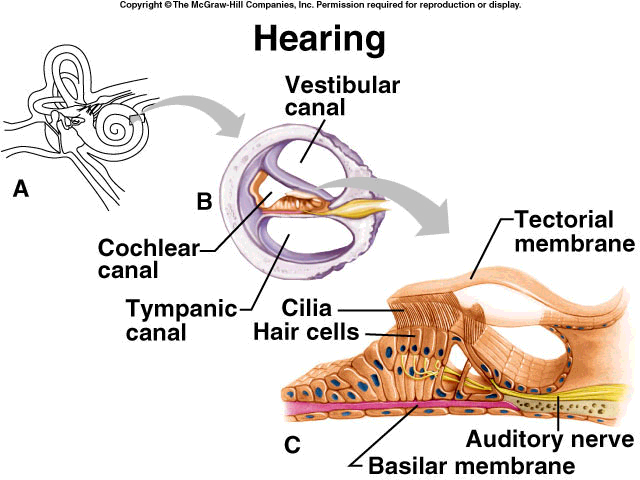 Copyright © The McGraw-Hill Companies, Inc. Permission required for reproduction or display.
Hearing
Vestibular
canal
A
B
Tectorial
membrane
Cochlear
canal
Tympanic
canal
Cilia
Hair cells
C
Auditory nerve
Basilar membrane